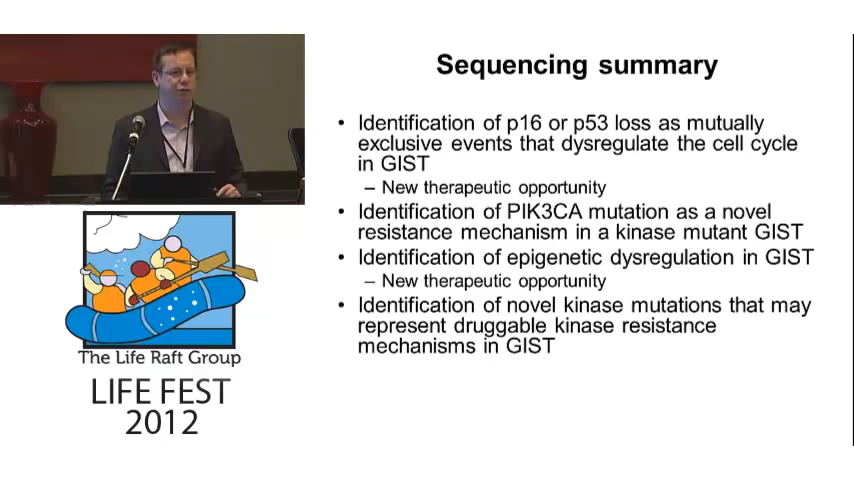 Sequencing summary
• Identification of p16 or p53 loss as mutually
exclusive events that dysregulate the cell cycle
in GIST
– New therapeutic opportunity
• Identification of PIK3CA mutation as a novel
resistance mechanism in a kinase mutant GIST
• Identification of epigenetic dysregulation in GIST
– New therapeutic opportunity
• Identification of novel kinase mutations that may
represent druggable kinase resistance
mechanisms in GIST
The Life Raft Group
LIFE FEST
2012